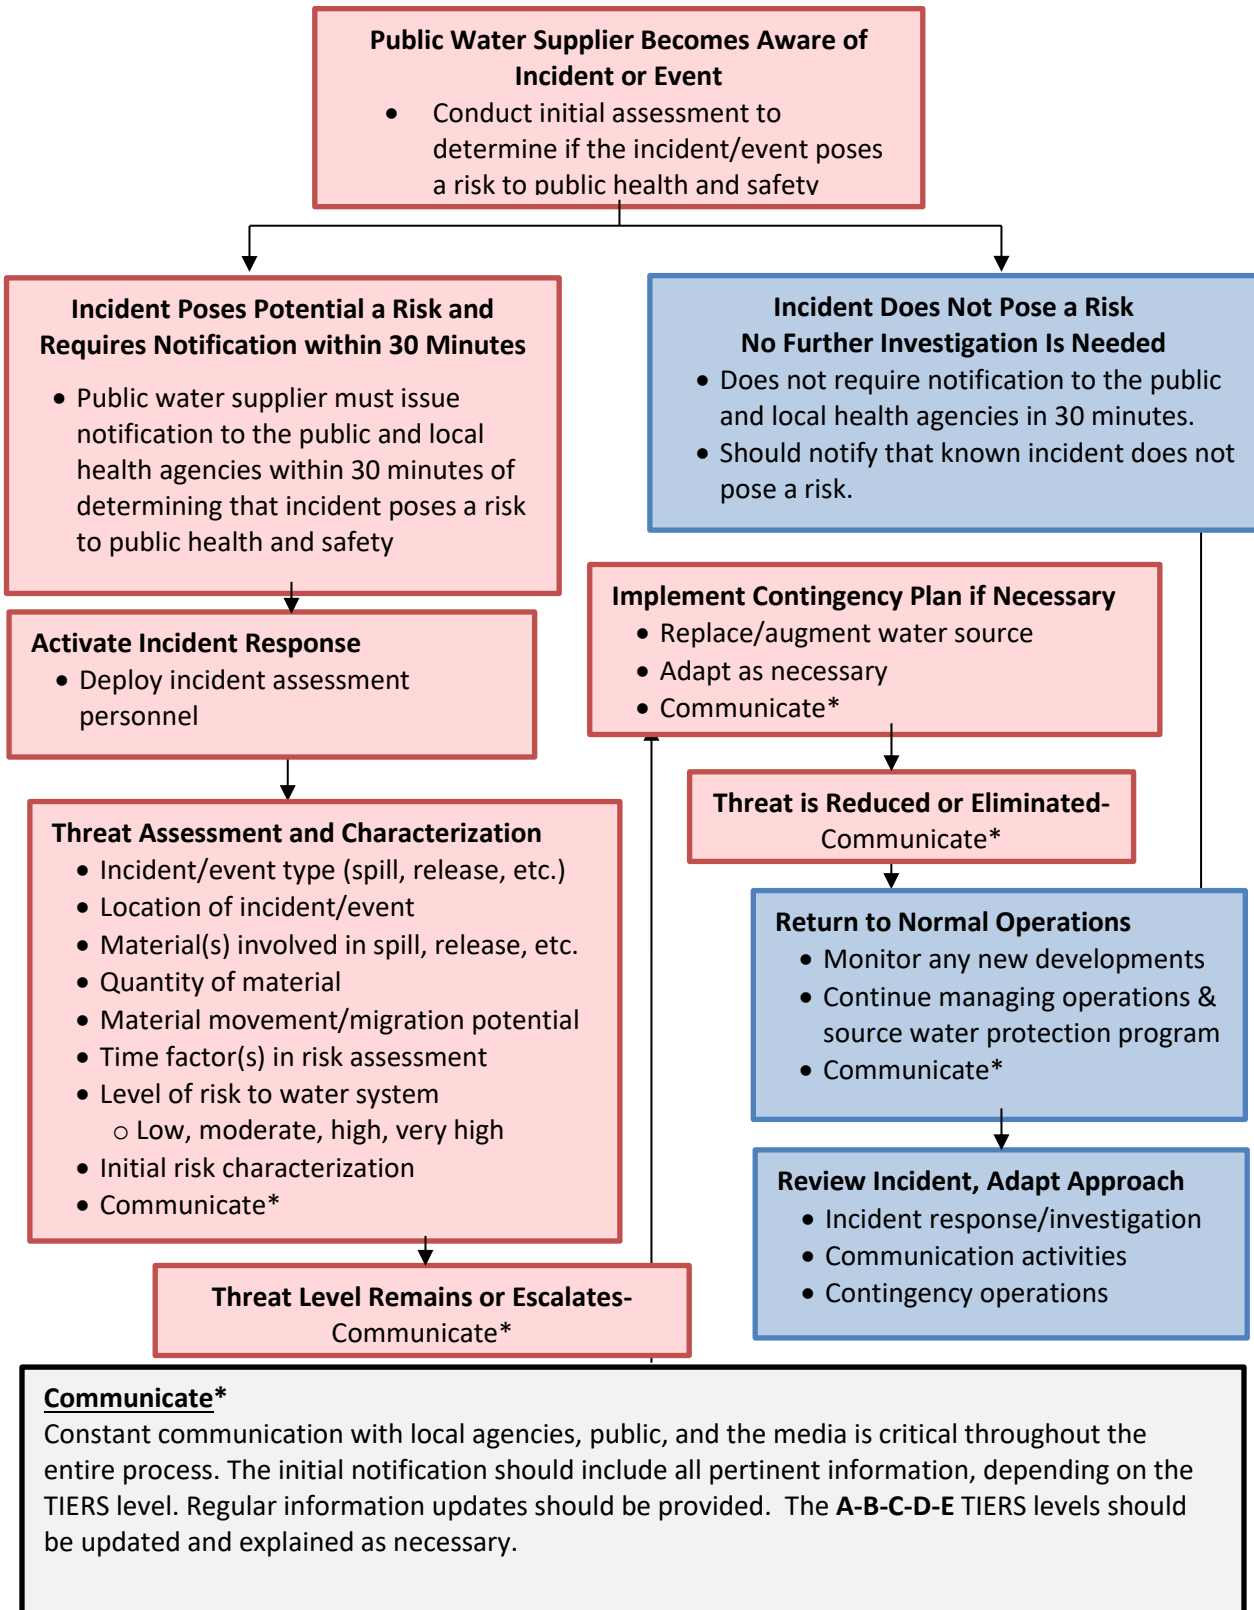 Public Water Supplier Becomes Aware of
Incident or Event
• Conduct initial assessment to
determine if the incident/event poses
a risk to public health and safety
Incident Poses Potential a Risk and
Requires Notification within 30 Minutes
• Public water supplier must issue
notification to the public and local
health agencies within 30 minutes of
determining that incident poses a risk
to public health and safety
Incident Does Not Pose a Risk
No Further Investigation Is Needed
• Does not require notification to the public
and local health agencies in 30 minutes.
• Should notify that known incident does not
pose a risk.
Activate Incident Response
• Deploy incident assessment
personnel
Threat Assessment and Characterization
• Incident/event type (spill, release, etc.)
• Location of incident/event
• Material(s) involved in spill, release, etc.
• Quantity of material
• Material movement/migration potential
• Time factor(s) in risk assessment
• Level of risk to water system
o Low, moderate, high, very high
• Initial risk characterization
• Communicate*
Threat Level Remains or Escalates-
Communicate*
Implement Contingency Plan if Necessary
• Replace/augment water source
• Adapt as necessary
• Communicate*
Threat is Reduced or Eliminated-
Communicate*
Return to Normal Operations
• Monitor any new developments
• Continue managing operations &
source water protection program
• Communicate*
Review Incident, Adapt Approach
• Incident response/investigation
• Communication activities
• Contingency operations
Communicate*
Constant communication with local agencies, public, and the media is critical throughout the
entire process. The initial notification should include all pertinent information, depending on the
TIERS level. Regular information updates should be provided.  The A-B-C-D-E TIERS levels should
be updated and explained as necessary.